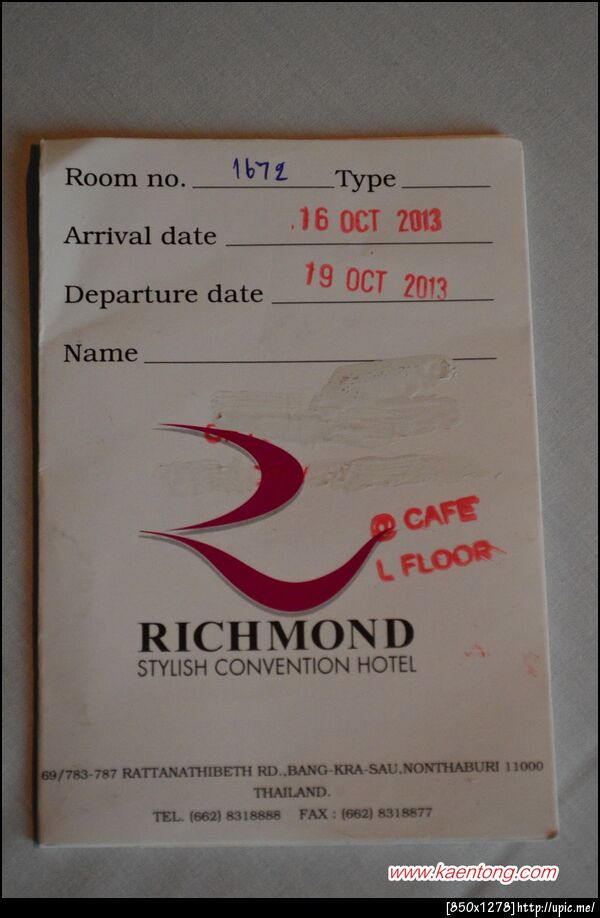 Room no. 1672 Type
Arrival date 16 OCT 2013
Departure date 19 OCT 2013
Name
@ CAFE
L FLOOR
RICHMOND
STYLISH CONVENTION HOTEL
69/783-787 RATTANATHIBETH RD.,BANG-KRA-SAU,NONTHABURI 11000
THAILAND.
TEL. (662) 8318888 FAX : (662) 8318877
www.kaentong.com
[850x1278]http://upic.me/